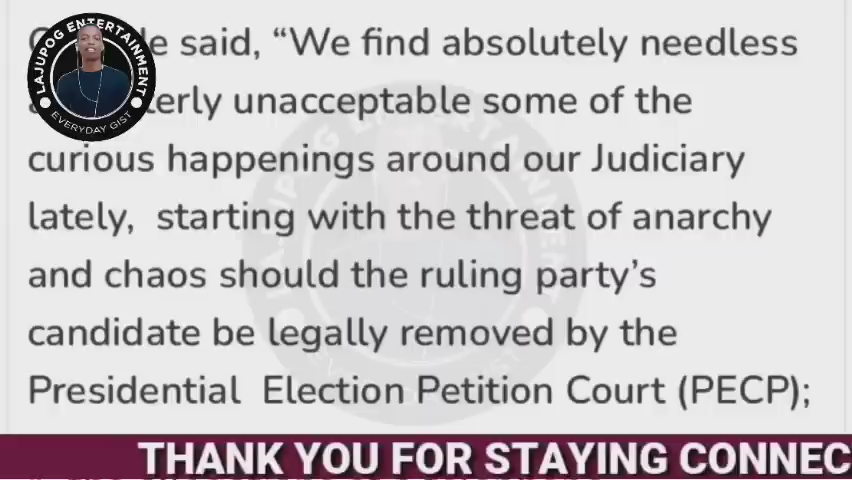 said, “We find absolutely needless
unacceptable some of the
curious happenings around our Judiciary
lately, starting with the threat of anarchy
and chaos should the ruling party’s
candidate be legally removed by the
Presidential Election Petition Court (PECP);
LAJUPOG ENTERTAINMENT
EVERYDAY GIST
THANK YOU FOR STAYING CONNEC